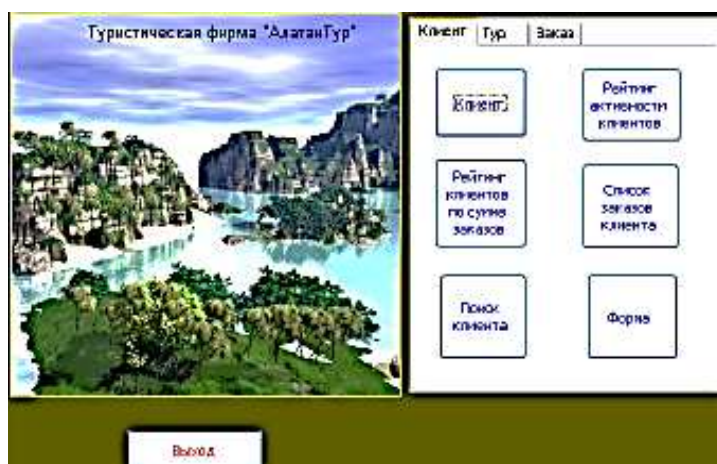 Туристическая фирма "АлатанТур"
Клиент Тур Заказ
Клиент
Рейтинг
активности
клиентов
Рейтинг
клиентов
по сумме
заказов
Список
заказов
клиента
Поиск
клиента
Форма
Выход